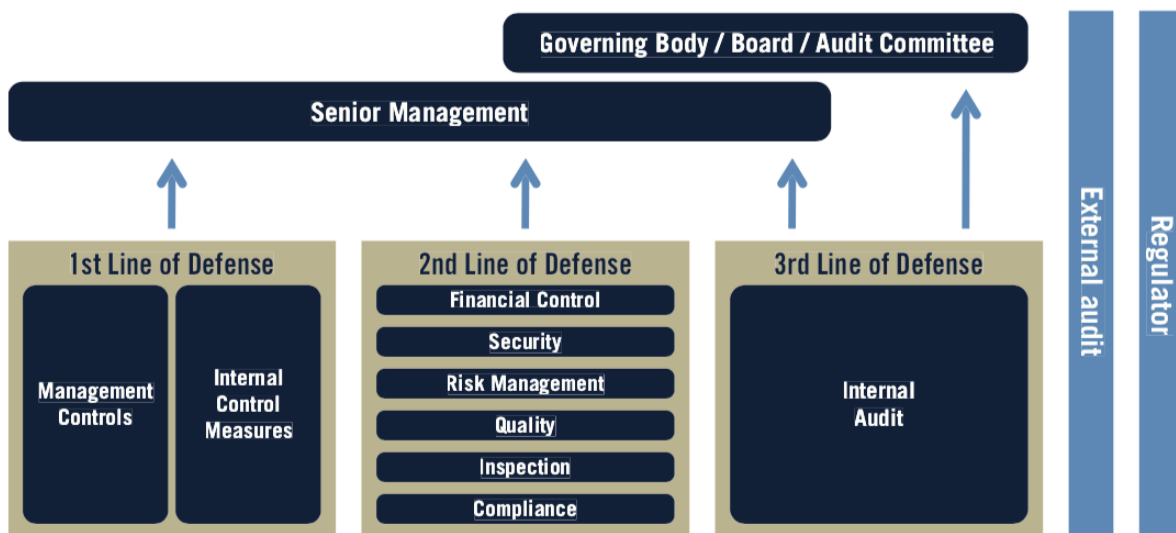 Governing Body / Board / Audit Committee
Senior Management
1st Line of Defense
Management
Controls
Internal
Control
Measures
2nd Line of Defense
Financial Control
Security
Risk Management
Quality
Inspection
Compliance
3rd Line of Defense
Internal
Audit
External audit
Regulator